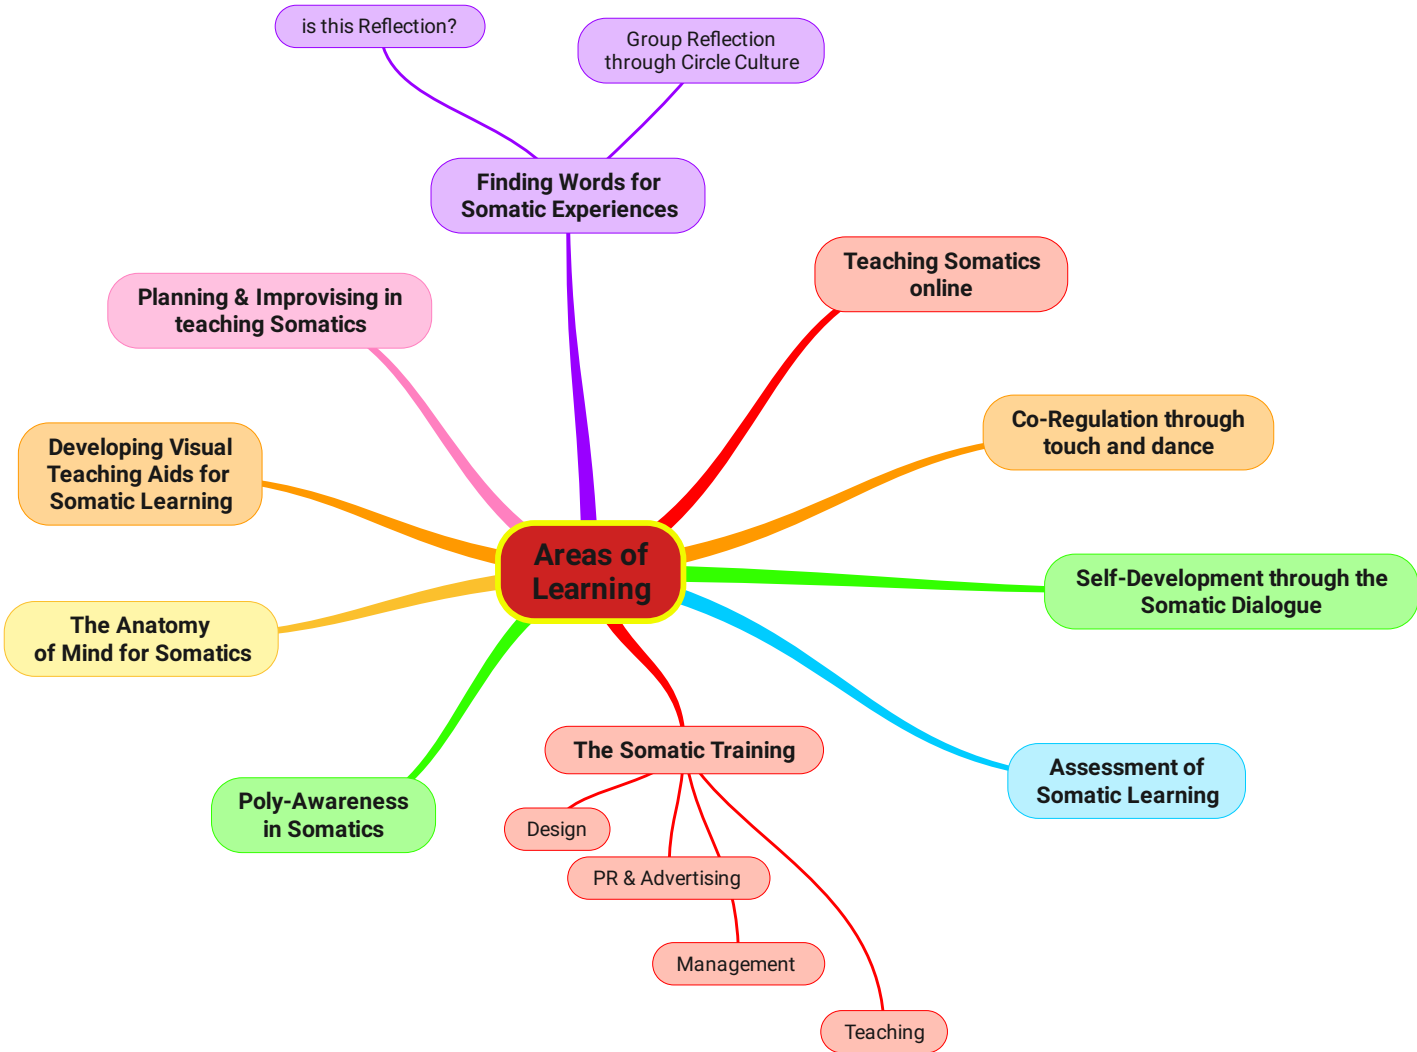 is this Reflection?
Group Reflection
through Circle Culture
Finding Words for
Somatic Experiences
Teaching Somatics
online
Planning & Improvising in
teaching Somatics
Co-Regulation through
touch and dance
Developing Visual
Teaching Aids for
Somatic Learning
Areas of
Learning
Self-Development through the
Somatic Dialogue
The Anatomy
of Mind for Somatics
The Somatic Training
Assessment of
Somatic Learning
Poly-Awareness
in Somatics
Design
PR & Advertising
Management
Teaching